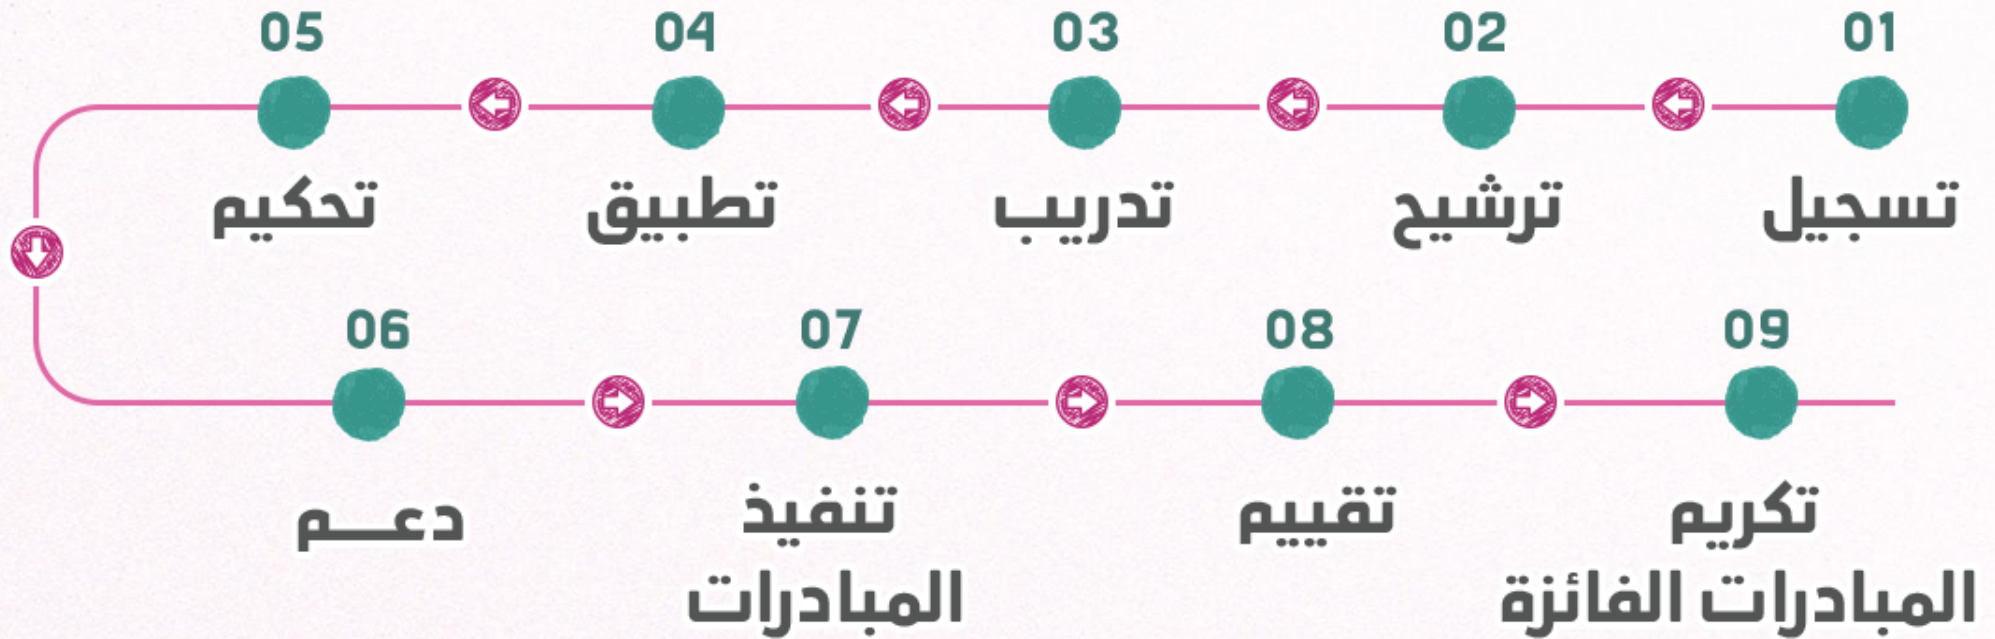 01
تسجيل
02
ترشيح
03
تدريب
04
تطبيق
05
تحكيم
06
دعــم
07
تنفيذ
المبادرات
08
تقييم
09
تكريم
المبادرات الفائزة